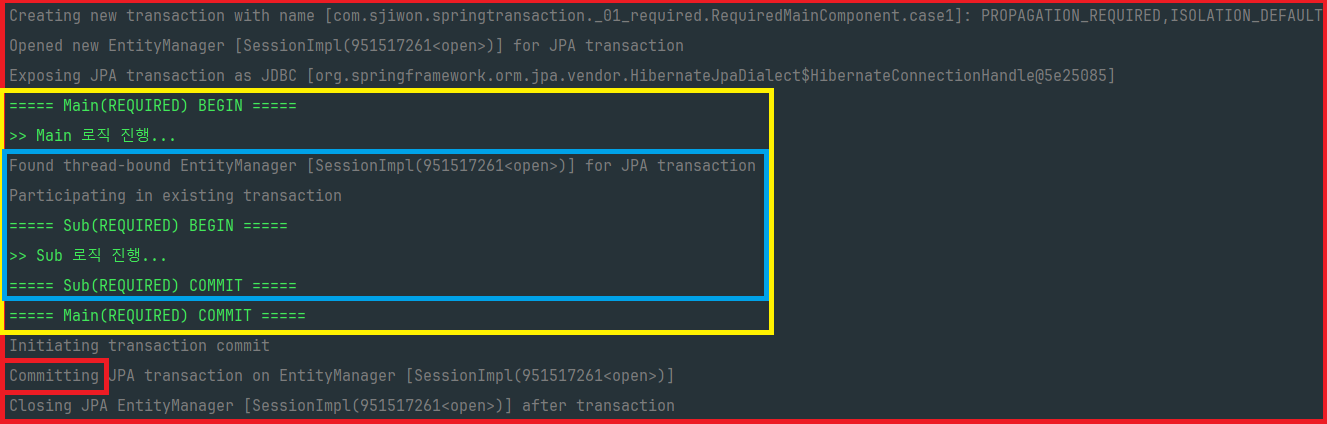 Creating new transaction with name [com.sjiwon.springtransaction._01_required.RequiredMainComponent.case1]: PROPAGATION_REQUIRED,ISOLATION_DEFAULT
Opened new EntityManager [SessionImpl(951517261<open>)] for JPA transaction
Exposing JPA transaction as JDBC [org.springframework.orm.jpa.vendor.HibernateJpaDialect$HibernateConnectionHandle@5e25085]
===== Main(REQUIRED) BEGIN =====
>> Main 로직 진행...
Found thread-bound EntityManager [SessionImpl(951517261<open>)] for JPA transaction
Participating in existing transaction
===== Sub(REQUIRED) BEGIN =====
>> Sub 로직 진행...
===== Sub(REQUIRED) COMMIT =====
===== Main(REQUIRED) COMMIT =====
Initiating transaction commit
Committing JPA transaction on EntityManager [SessionImpl(951517261<open>)]
Closing JPA EntityManager [SessionImpl(951517261<open>)] after transaction